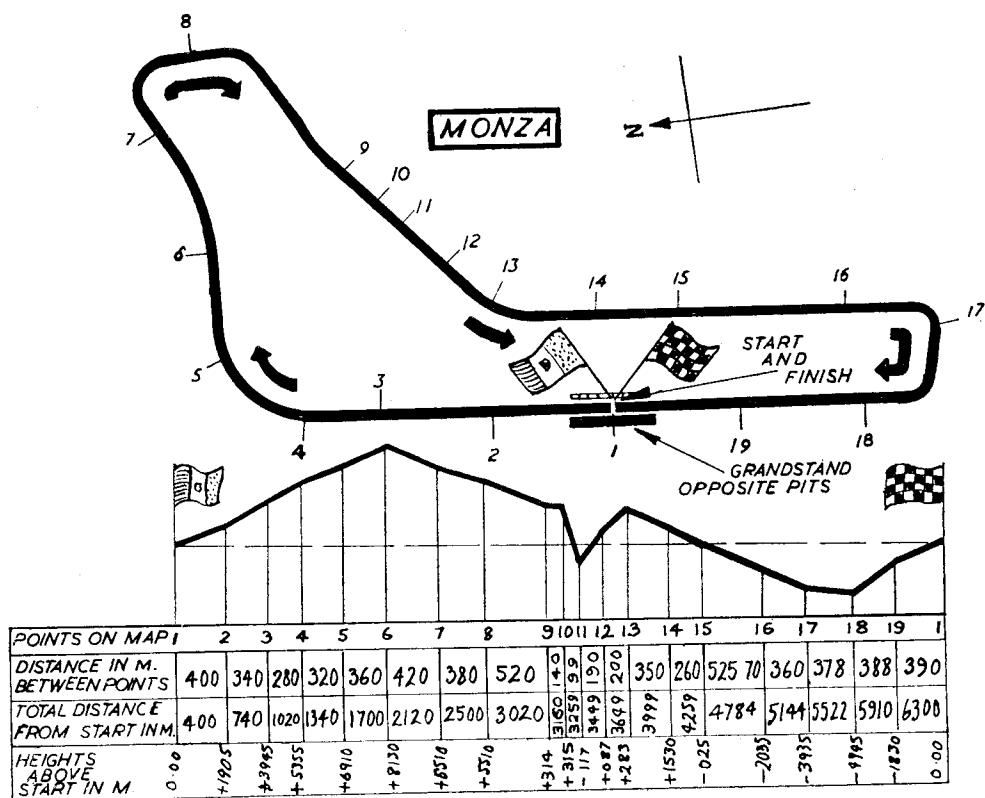 8
MONZA
N
7
9
10
11
12
6
13
14
15
16
17
START
AND
FINISH
5
3
4
2
1
19
18
GRANDSTAND
OPPOSITE PITS
POINTS ON MAP 1 2 3 4 5 6 7 8 9 10 11 12 13 14 15 16 17 18 19 1
DISTANCE IN M.
BETWEEN POINTS
400 340 280 320 360 420 380 520 140 99 190 200 350 260 525 70 360 378 388 390
TOTAL DISTANCE
FROM START IN M.
400 740 1020 1340 1700 2120 2500 3020 3160 3259 3449 3649 3999 4259 4784 5144 5522 5910 6300
HEIGHTS
ABOVE
START IN M.
0.00 +1905 +3945 +5355 +6910 +8130 +5510 +314 +315 -117 +087 +283 +1530 -025 -2085 -3935 -1830 0.00